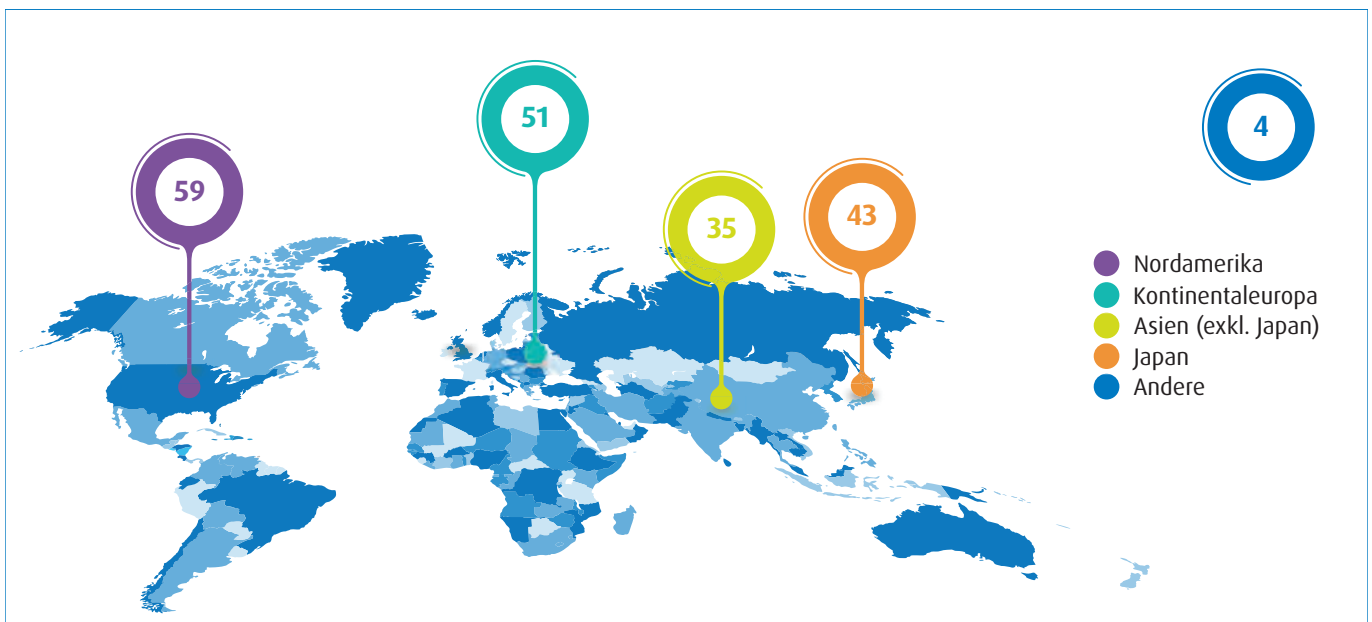 59
51
35
43
4
Nordamerika
Kontinentaleuropa
Asien (exkl. Japan)
Japan
Andere